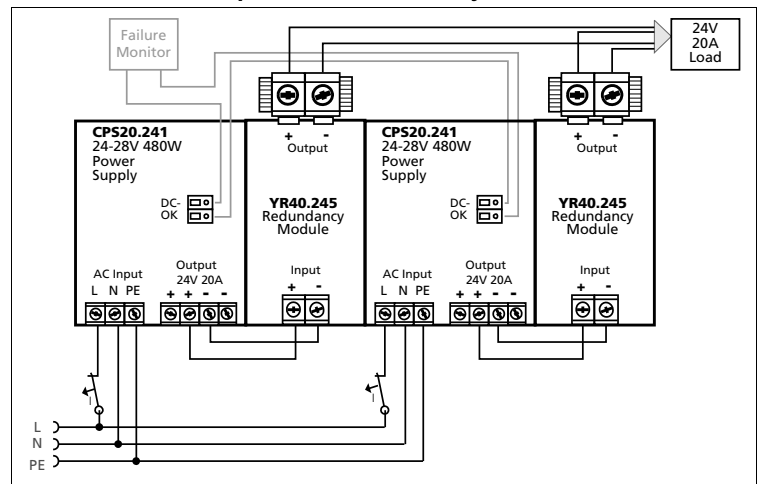 Failure
Monitor
24V
20A
Load
CPS20.241
24-28V 480W
Power
Supply
DC-
OK
AC Input
L N PE
Output
24V 20A
+ + - -
+ -
Output
YR40.245
Redundancy
Module
Input
+ -
CPS20.241
24-28V 480W
Power
Supply
DC-
OK
AC Input
L N PE
Output
24V 20A
+ + - -
+ -
Output
YR40.245
Redundancy
Module
Input
+ -
I
I
L
N
PE